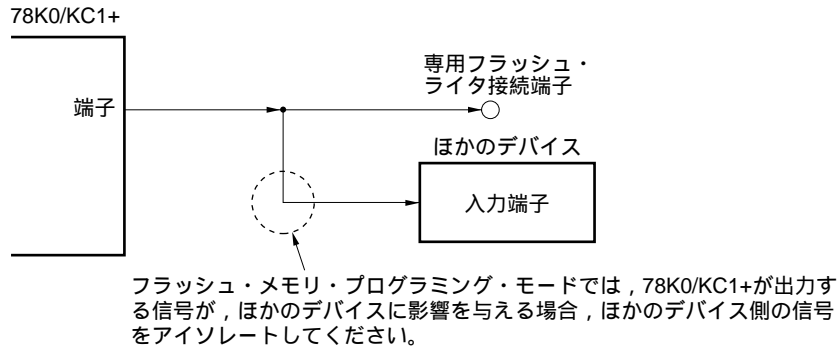 78K0/KC1+
端子
専用フラッシュ・
ライタ接続端子
ほかのデバイス
入力端子
フラッシュ・メモリ・プログラミング・モードでは，78K0/KC1+が出力す
る信号が，ほかのデバイスに影響を与える場合，ほかのデバイス側の信号
をアイソレートしてください。